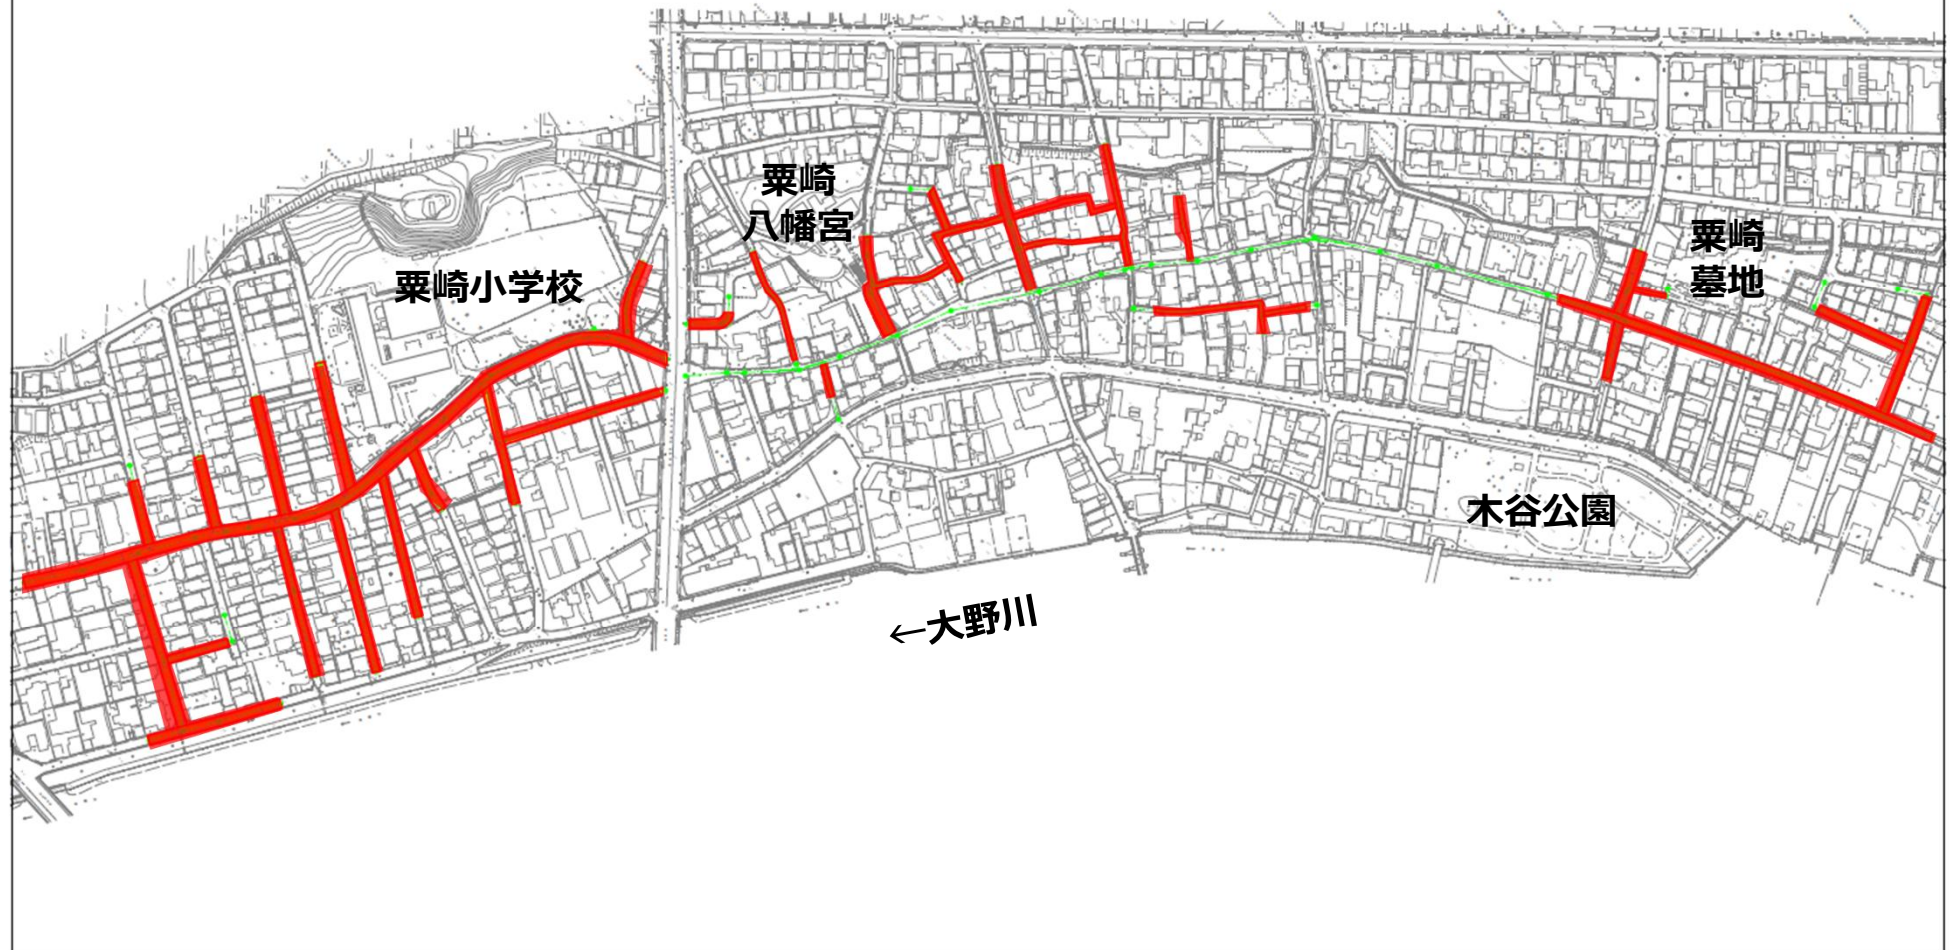 粟崎
八幡宮
粟崎小学校
粟崎
墓地
木谷公園
←大野川